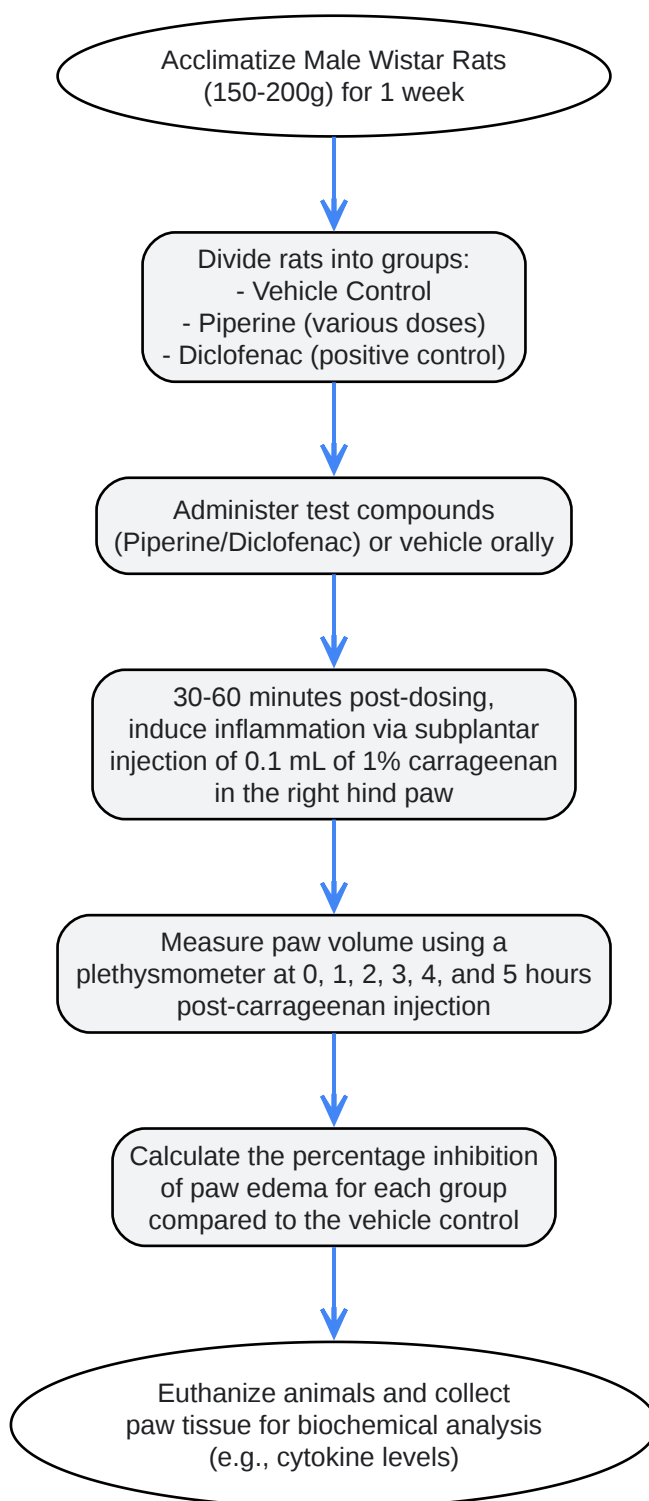 Acclimatize Male Wistar Rats
(150-200g) for 1 week
Divide rats into groups:
- Vehicle Control
- Piperine (various doses)
- Diclofenac (positive control)
Administer test compounds
(Piperine/Diclofenac) or vehicle orally
30-60 minutes post-dosing,
induce inflammation via subplantar
injection of 0.1 mL of 1% carrageenan
in the right hind paw
Measure paw volume using a
plethysmometer at 0, 1, 2, 3, 4, and 5 hours
post-carrageenan injection
Calculate the percentage inhibition
of paw edema for each group
compared to the vehicle control
Euthanize animals and collect
paw tissue for biochemical analysis
(e.g., cytokine levels)